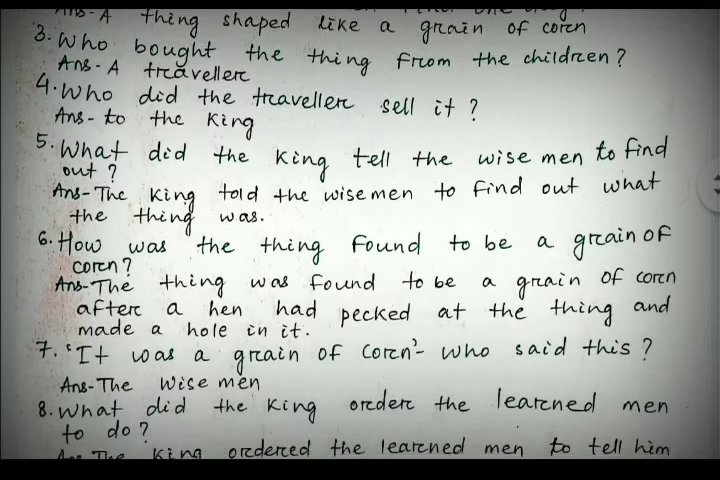 Ans-A thing shaped like a grain of corn
3. Who bought the thing from the children?
Ans- A traveller
4. Who did the traveller sell it?
Ans- to the King
5. What did the King tell the wise men to find
out?
Ans- The King told the wisemen to find out what
the thing was.
6. How was the thing found to be a grain of
corn?
Ans-The thing was found to be a grain of corn
after a hen had pecked at the thing and
made a hole in it.
7. 'It was a grain of corn'- who said this?
Ans-The wise men
8. What did the King order the learned men
to do?
Ans The King ordered the learned men to tell him